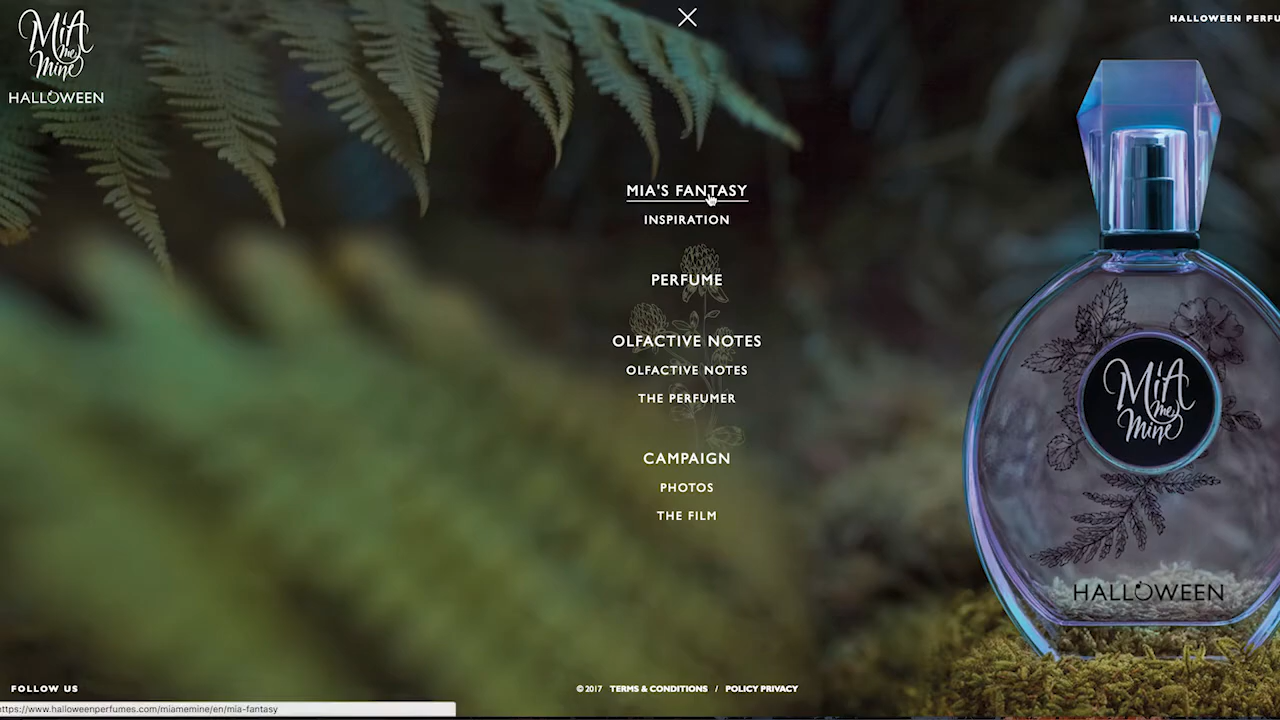 MiA
me
mine
HALLOWEEN
HALLOWEEN PERFU
MIA'S FANTASY
INSPIRATION
PERFUME
OLFACTIVE NOTES
OLFACTIVE NOTES
THE PERFUMER
CAMPAIGN
PHOTOS
THE FILM
MiA
me
mine
HALLOWEEN
FOLLOW US
© 2017 TERMS & CONDITIONS / POLICY PRIVACY
https://www.halloweenperfumes.com/miamemine/en/mia-fantasy